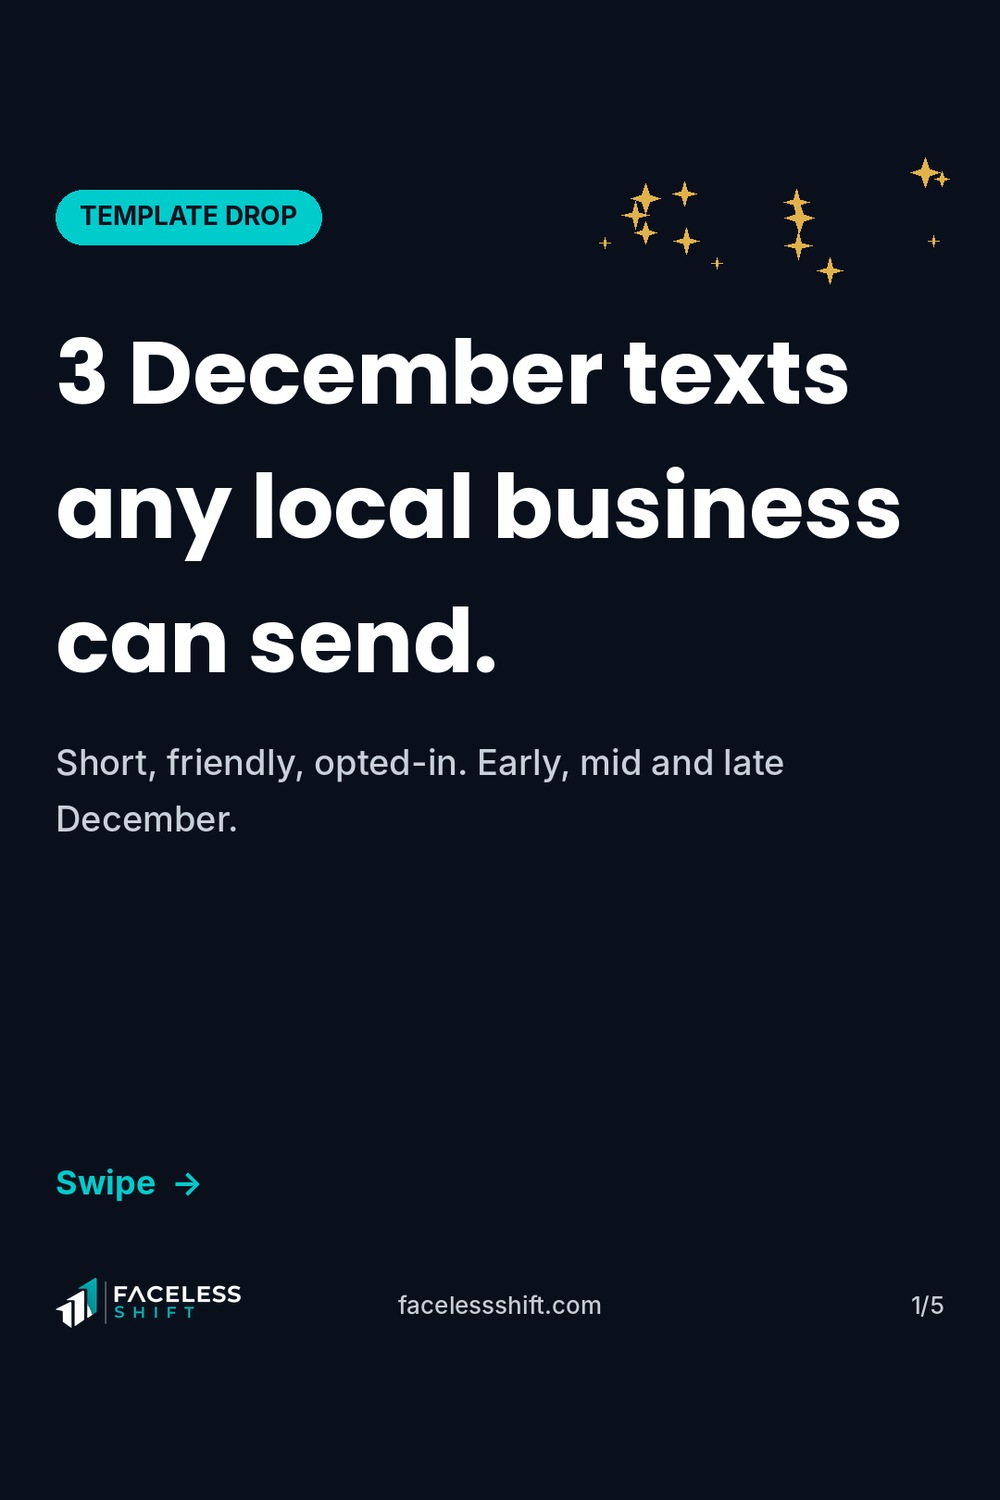 TEMPLATE DROP
3 December texts
any local business
can send.
Short, friendly, opted-in. Early, mid and late
December.
Swipe →
FACELESS
SHIFT
facelessshift.com
1/5